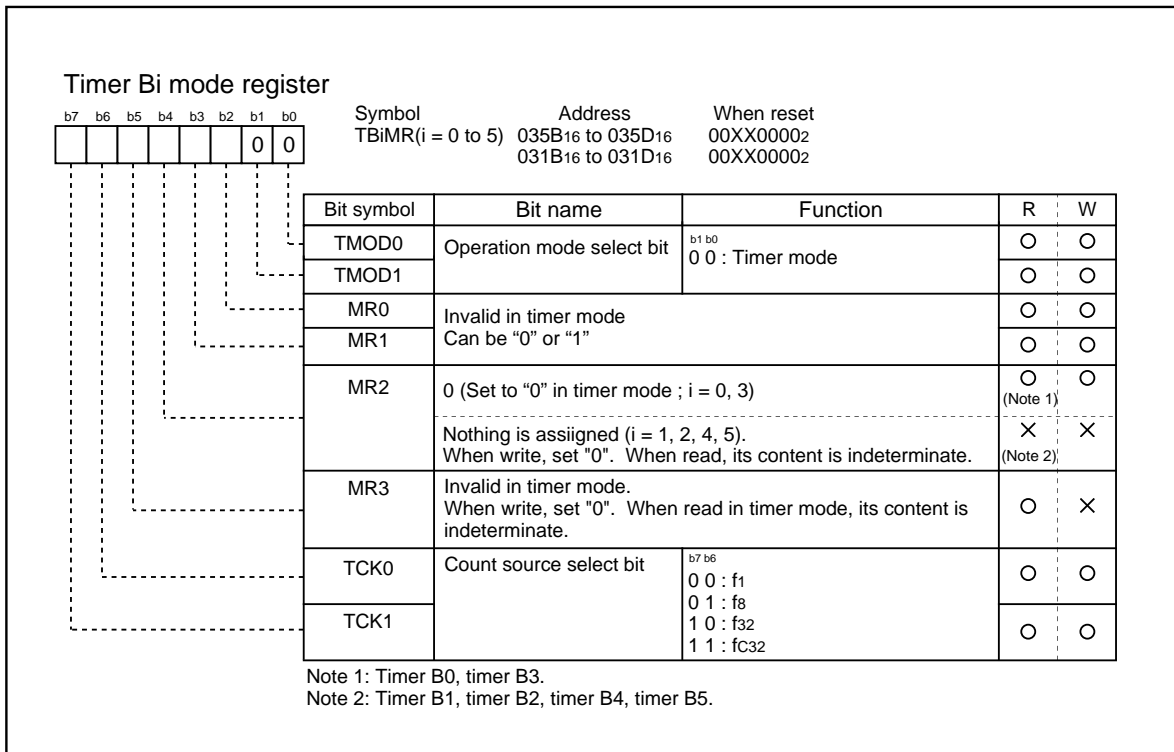 Timer Bi mode register
b7 b6 b5 b4 b3 b2 b1 b0
0 0
Symbol Address When reset
TBiMR(i = 0 to 5) 035B16 to 035D16 00XX00002
031B16 to 031D16 00XX00002
Bit symbol Bit name Function R W
TMOD0 Operation mode select bit b1 b0
0 0 : Timer mode
TMOD1
MR0 Invalid in timer mode
MR1 Can be “0” or “1”
MR2 0 (Set to “0” in timer mode ; i = 0, 3) (Note 1)
Nothing is assiigned (i = 1, 2, 4, 5).
When write, set "0". When read, its content is indeterminate. (Note 2)
MR3 Invalid in timer mode.
When write, set "0". When read in timer mode, its content is
indeterminate.
TCK0 Count source select bit b7 b6
0 0 : f1
0 1 : f8
TCK1 1 0 : f32
1 1 : fC32
Note 1: Timer B0, timer B3.
Note 2: Timer B1, timer B2, timer B4, timer B5.